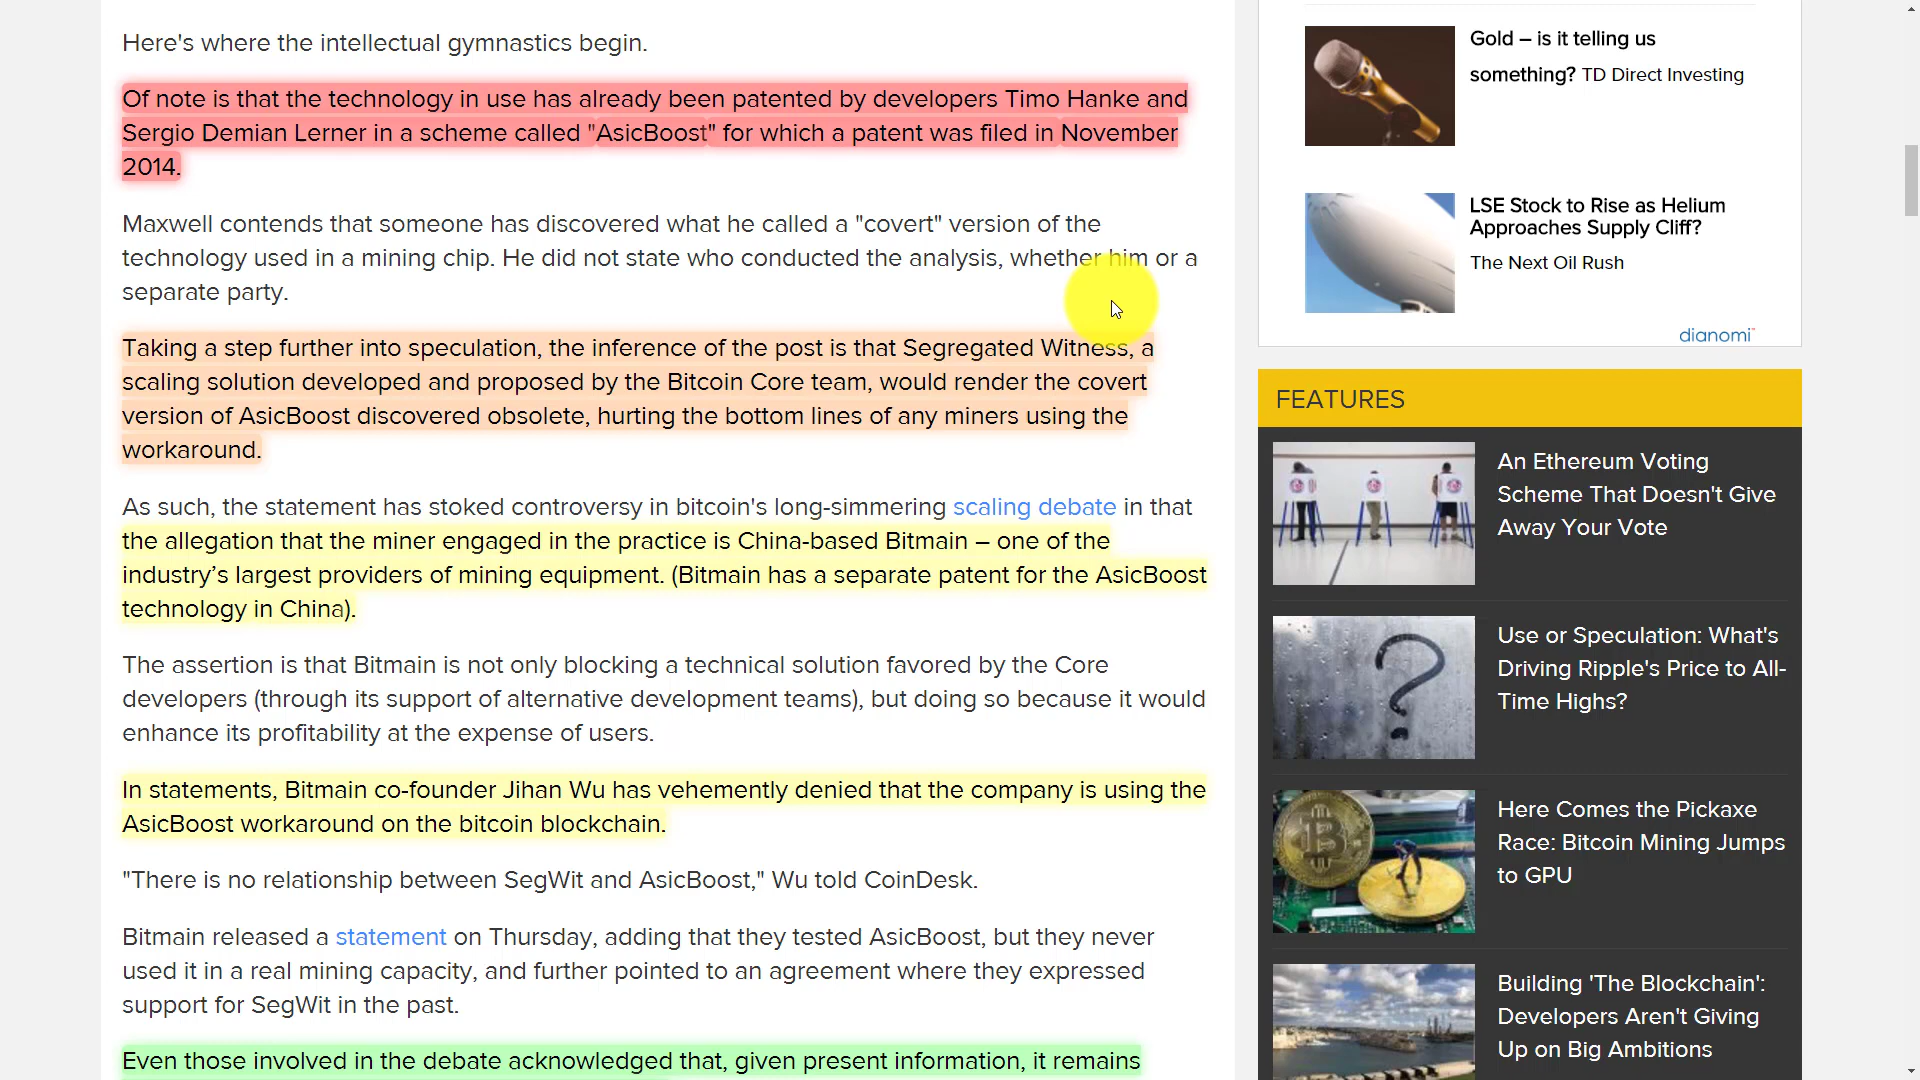 Here's where the intellectual gymnastics begin.
Of note is that the technology in use has already been patented by developers Timo Hanke and
Sergio Demian Lerner in a scheme called "AsicBoost" for which a patent was filed in November
2014.
Maxwell contends that someone has discovered what he called a "covert" version of the
technology used in a mining chip. He did not state who conducted the analysis, whether him or a
separate party.
Taking a step further into speculation, the inference of the post is that Segregated Witness, a
scaling solution developed and proposed by the Bitcoin Core team, would render the covert
version of AsicBoost discovered obsolete, hurting the bottom lines of any miners using the
workaround.
As such, the statement has stoked controversy in bitcoin's long-simmering scaling debate in that
the allegation that the miner engaged in the practice is China-based Bitmain – one of the
industry’s largest providers of mining equipment. (Bitmain has a separate patent for the AsicBoost
technology in China).
The assertion is that Bitmain is not only blocking a technical solution favored by the Core
developers (through its support of alternative development teams), but doing so because it would
enhance its profitability at the expense of users.
In statements, Bitmain co-founder Jihan Wu has vehemently denied that the company is using the
AsicBoost workaround on the bitcoin blockchain.
"There is no relationship between SegWit and AsicBoost," Wu told CoinDesk.
Bitmain released a statement on Thursday, adding that they tested AsicBoost, but they never
used it in a real mining capacity, and further pointed to an agreement where they expressed
support for SegWit in the past.
Even those involved in the debate acknowledged that, given present information, it remains
Gold – is it telling us
something? TD Direct Investing
LSE Stock to Rise as Helium
Approaches Supply Cliff?
The Next Oil Rush
dianomi
FEATURES
An Ethereum Voting
Scheme That Doesn't Give
Away Your Vote
Use or Speculation: What's
Driving Ripple's Price to All-
Time Highs?
Here Comes the Pickaxe
Race: Bitcoin Mining Jumps
to GPU
Building 'The Blockchain':
Developers Aren't Giving
Up on Big Ambitions